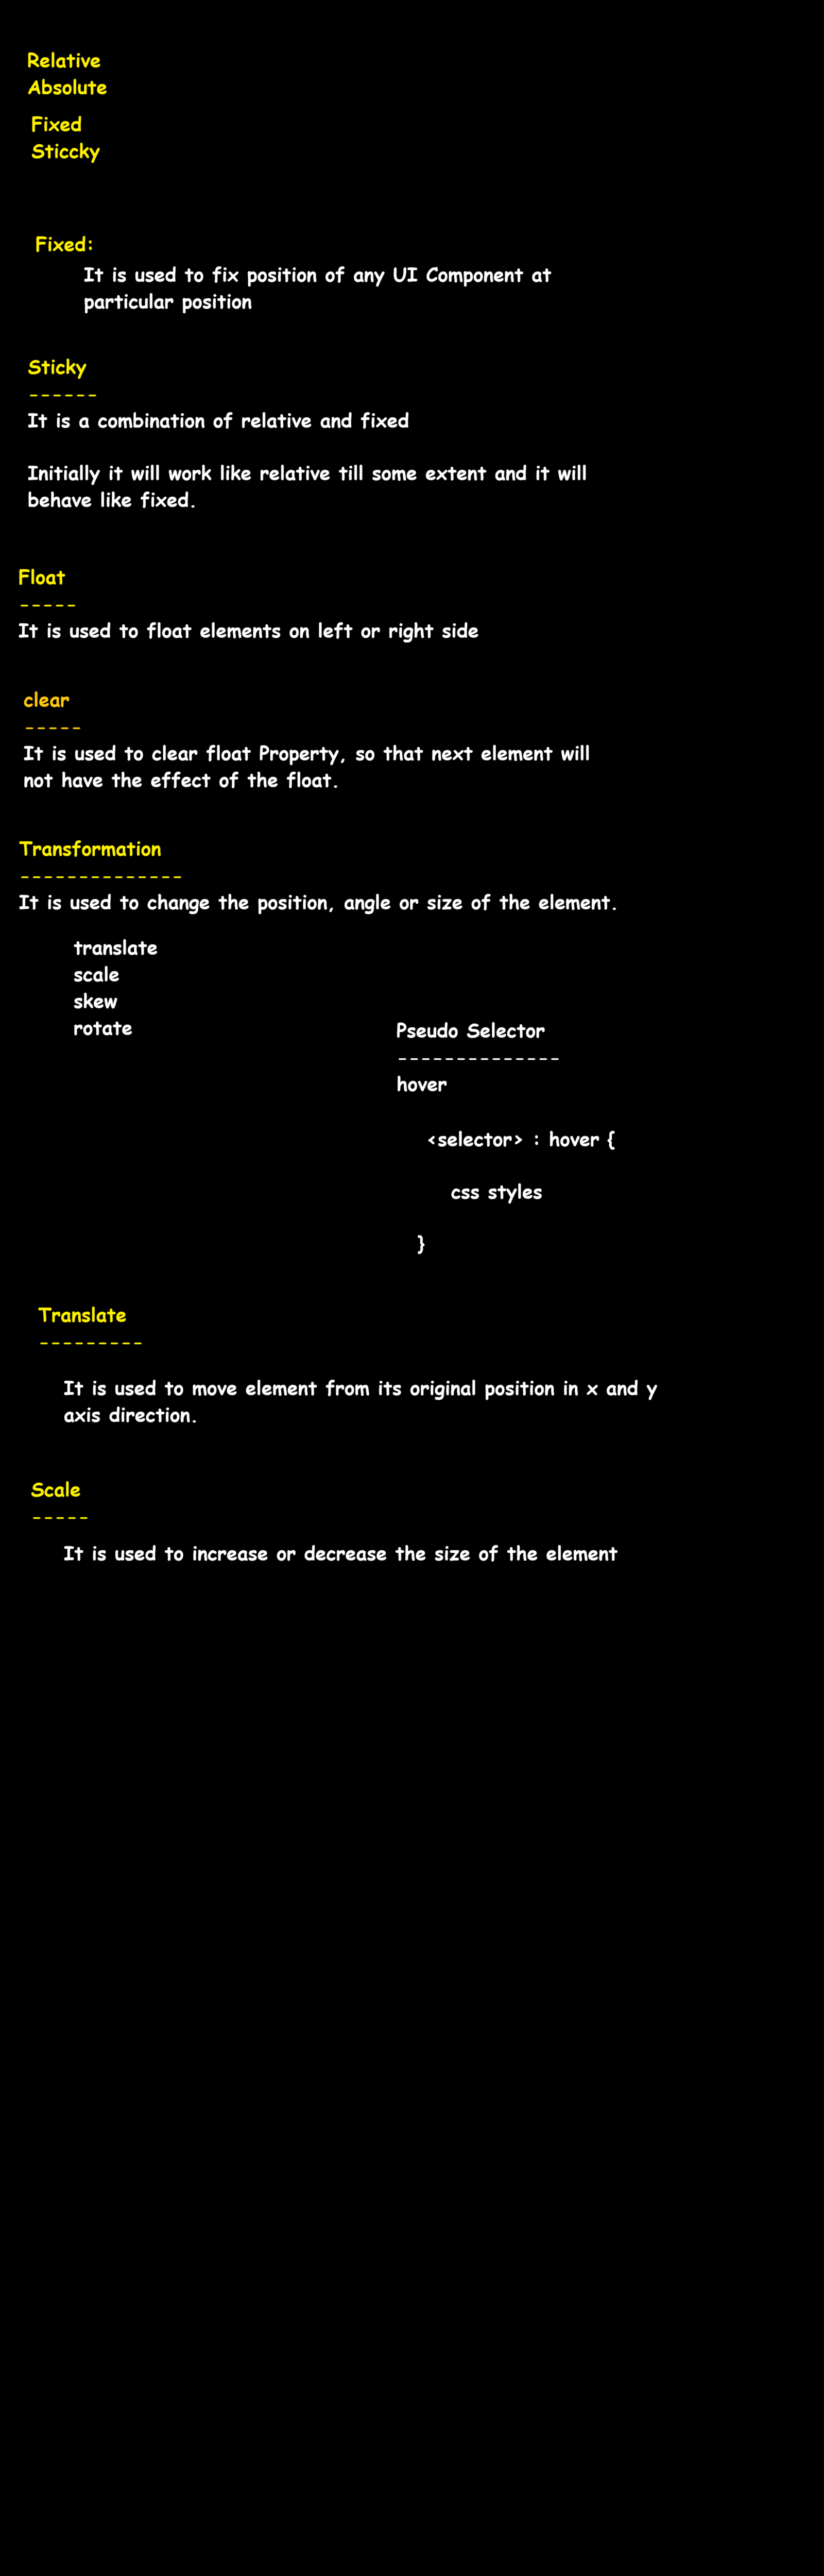 Relative
Absolute
Fixed
Sticcky
Fixed:
It is used to fix position of any UI Component at
particular position
Sticky
------
It is a combination of relative and fixed
Initially it will work like relative till some extent and it will
behave like fixed.
Float
-----
It is used to float elements on left or right side
clear
-----
It is used to clear float Property, so that next element will
not have the effect of the float.
Transformation
--------------
It is used to change the position, angle or size of the element.
translate
scale
skew
rotate
Pseudo Selector
--------------
hover
<selector> : hover {
css styles
}
Translate
---------
It is used to move element from its original position in x and y
axis direction.
Scale
-----
It is used to increase or decrease the size of the element